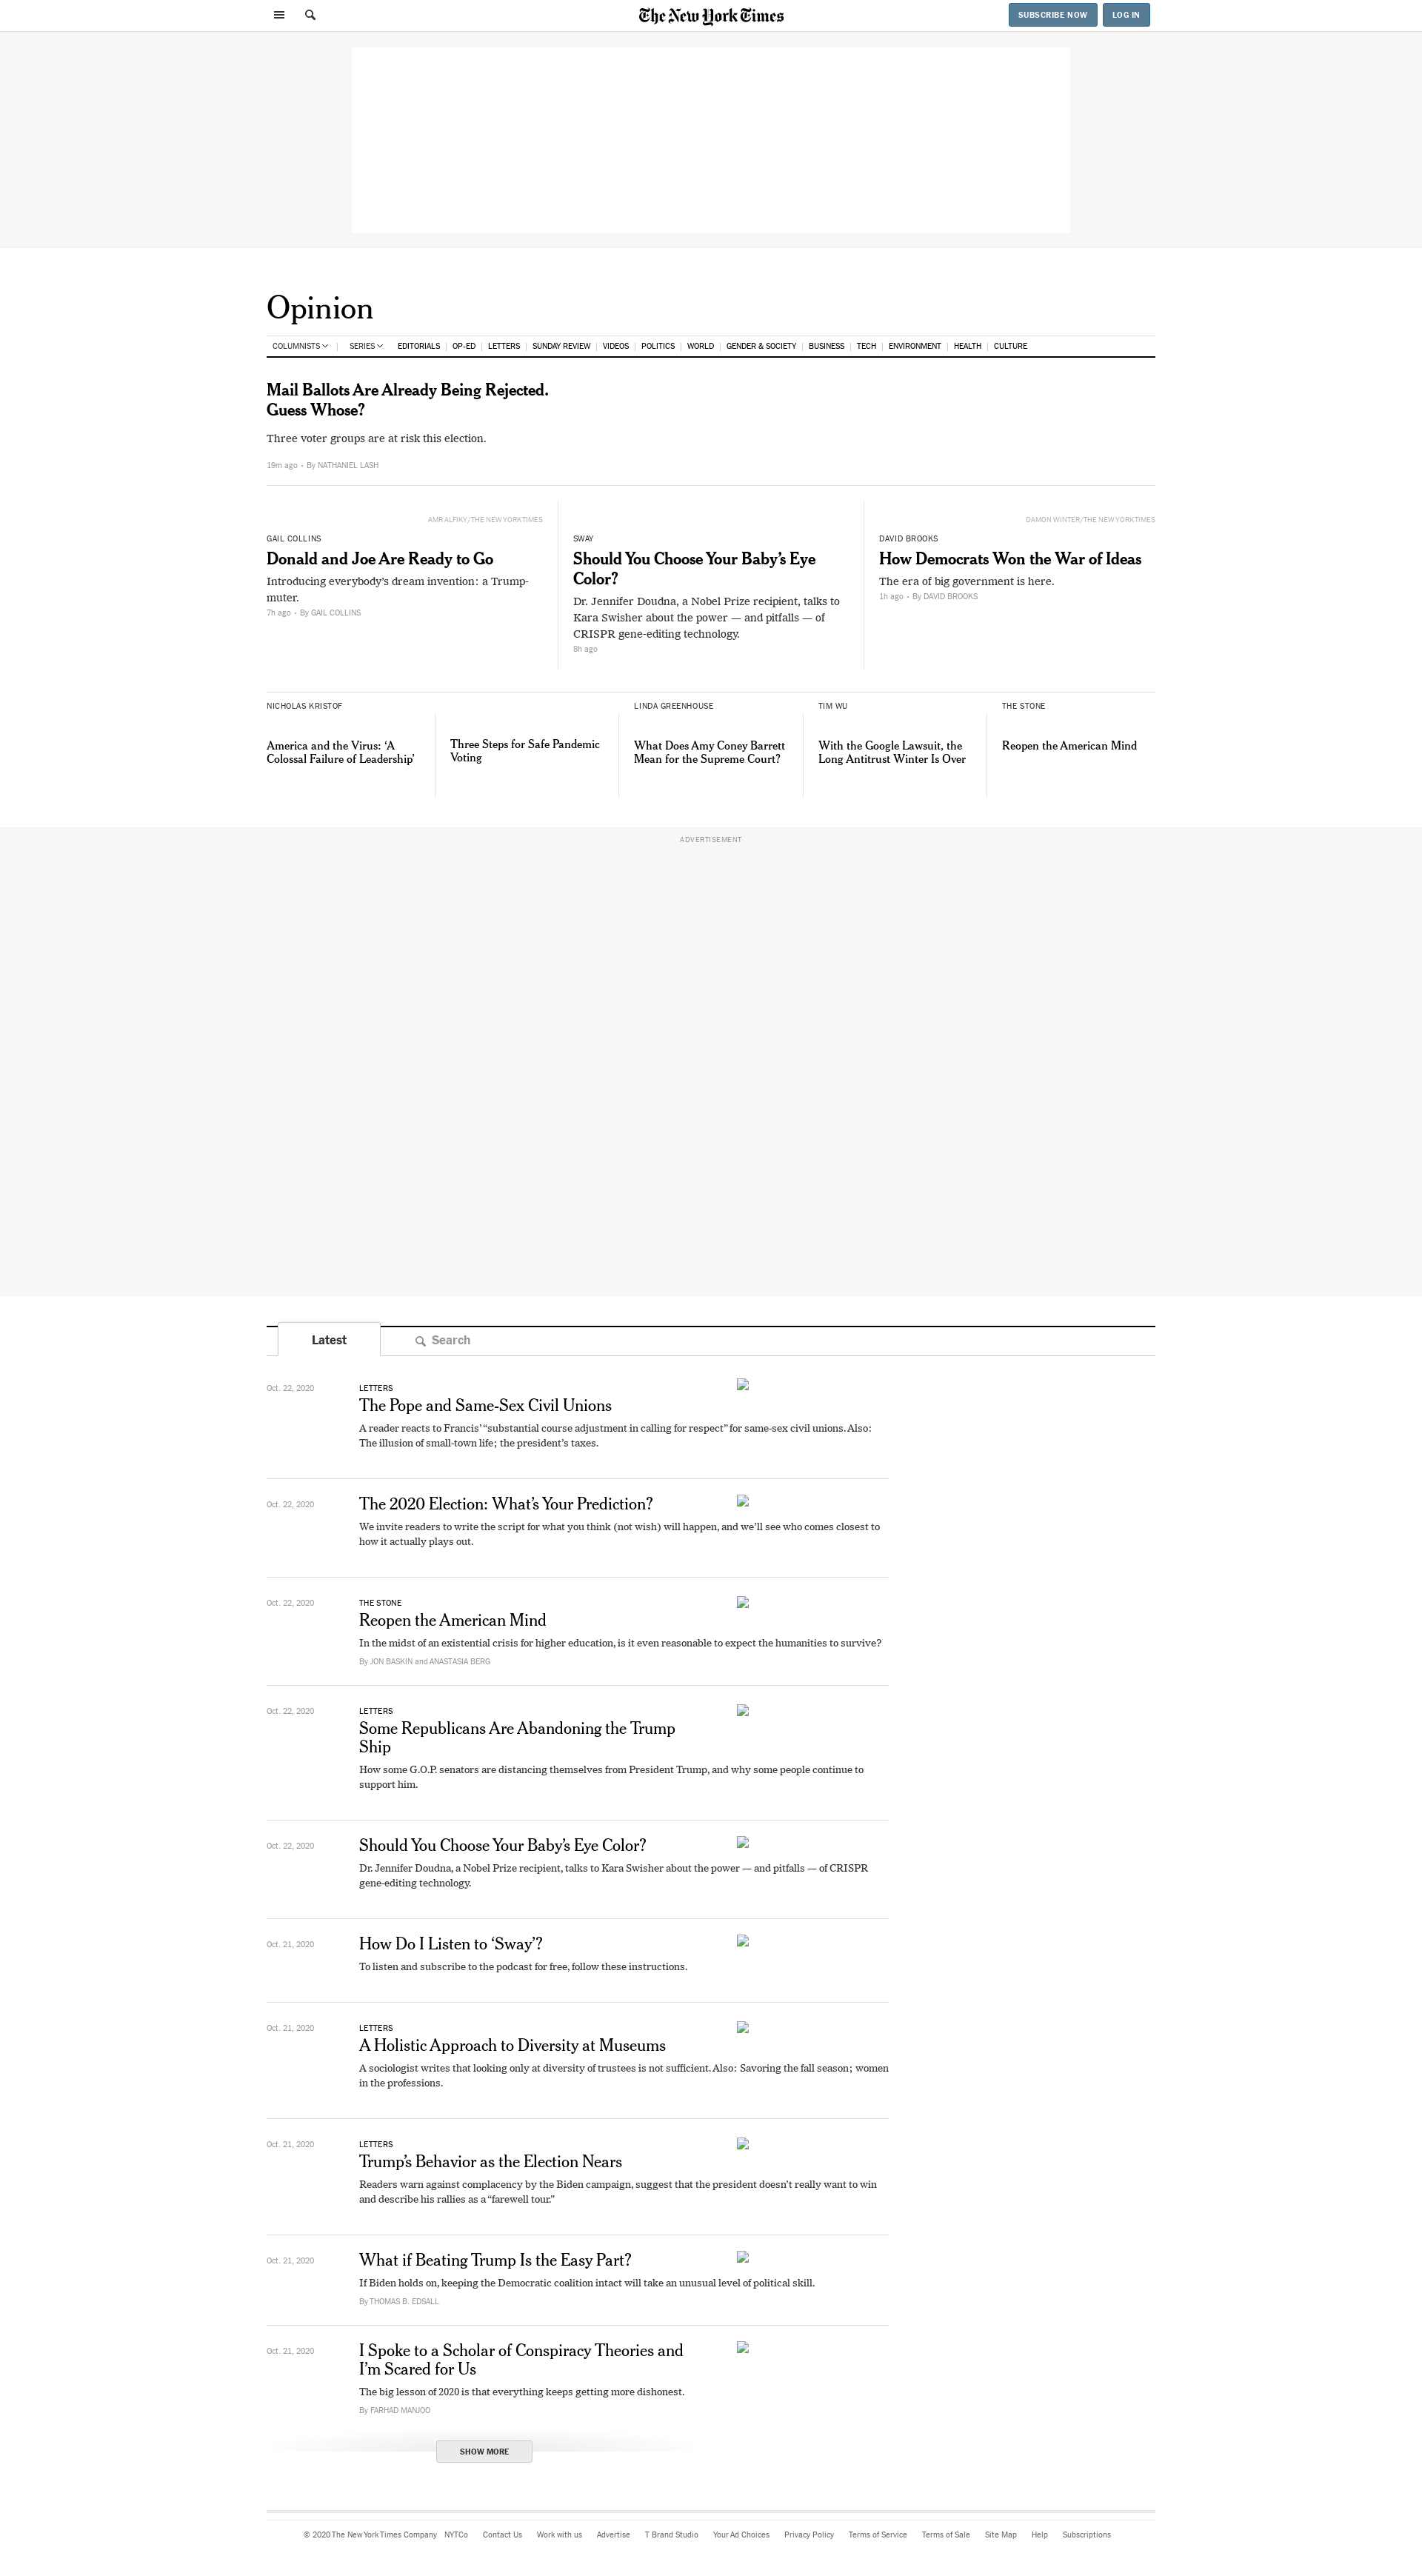 The New York Times
SUBSCRIBE NOW
LOG IN
Opinion
COLUMNISTS | SERIES EDITORIALS | OP-ED | LETTERS | SUNDAY REVIEW | VIDEOS | POLITICS | WORLD | GENDER & SOCIETY | BUSINESS | TECH | ENVIRONMENT | HEALTH | CULTURE
Mail Ballots Are Already Being Rejected.
Guess Whose?
Three voter groups are at risk this election.
19m ago • By NATHANIEL LASH
AMR ALFIKY/THE NEW YORK TIMES
GAIL COLLINS
Donald and Joe Are Ready to Go
Introducing everybody’s dream invention: a Trump-
muter.
7h ago • By GAIL COLLINS
SWAY
Should You Choose Your Baby’s Eye
Color?
Dr. Jennifer Doudna, a Nobel Prize recipient, talks to
Kara Swisher about the power — and pitfalls — of
CRISPR gene-editing technology.
8h ago
DAMON WINTER/THE NEW YORK TIMES
DAVID BROOKS
How Democrats Won the War of Ideas
The era of big government is here.
1h ago • By DAVID BROOKS
NICHOLAS KRISTOF
America and the Virus: ‘A
Colossal Failure of Leadership’
Three Steps for Safe Pandemic
Voting
LINDA GREENHOUSE
What Does Amy Coney Barrett
Mean for the Supreme Court?
TIM WU
With the Google Lawsuit, the
Long Antitrust Winter Is Over
THE STONE
Reopen the American Mind
ADVERTISEMENT
Latest
Search
Oct. 22, 2020
LETTERS
The Pope and Same-Sex Civil Unions
A reader reacts to Francis’ “substantial course adjustment in calling for respect” for same-sex civil unions. Also:
The illusion of small-town life; the president’s taxes.
Oct. 22, 2020
The 2020 Election: What’s Your Prediction?
We invite readers to write the script for what you think (not wish) will happen, and we’ll see who comes closest to
how it actually plays out.
Oct. 22, 2020
THE STONE
Reopen the American Mind
In the midst of an existential crisis for higher education, is it even reasonable to expect the humanities to survive?
By JON BASKIN and ANASTASIA BERG
Oct. 22, 2020
LETTERS
Some Republicans Are Abandoning the Trump
Ship
How some G.O.P. senators are distancing themselves from President Trump, and why some people continue to
support him.
Oct. 22, 2020
Should You Choose Your Baby’s Eye Color?
Dr. Jennifer Doudna, a Nobel Prize recipient, talks to Kara Swisher about the power — and pitfalls — of CRISPR
gene-editing technology.
Oct. 21, 2020
How Do I Listen to ‘Sway’?
To listen and subscribe to the podcast for free, follow these instructions.
Oct. 21, 2020
LETTERS
A Holistic Approach to Diversity at Museums
A sociologist writes that looking only at diversity of trustees is not sufficient. Also: Savoring the fall season; women
in the professions.
Oct. 21, 2020
LETTERS
Trump’s Behavior as the Election Nears
Readers warn against complacency by the Biden campaign, suggest that the president doesn’t really want to win
and describe his rallies as a “farewell tour.”
Oct. 21, 2020
What if Beating Trump Is the Easy Part?
If Biden holds on, keeping the Democratic coalition intact will take an unusual level of political skill.
By THOMAS B. EDSALL
Oct. 21, 2020
I Spoke to a Scholar of Conspiracy Theories and
I’m Scared for Us
The big lesson of 2020 is that everything keeps getting more dishonest.
By FARHAD MANJOO
SHOW MORE
© 2020 The New York Times Company NYTCo Contact Us Work with us Advertise T Brand Studio Your Ad Choices Privacy Policy Terms of Service Terms of Sale Site Map Help Subscriptions